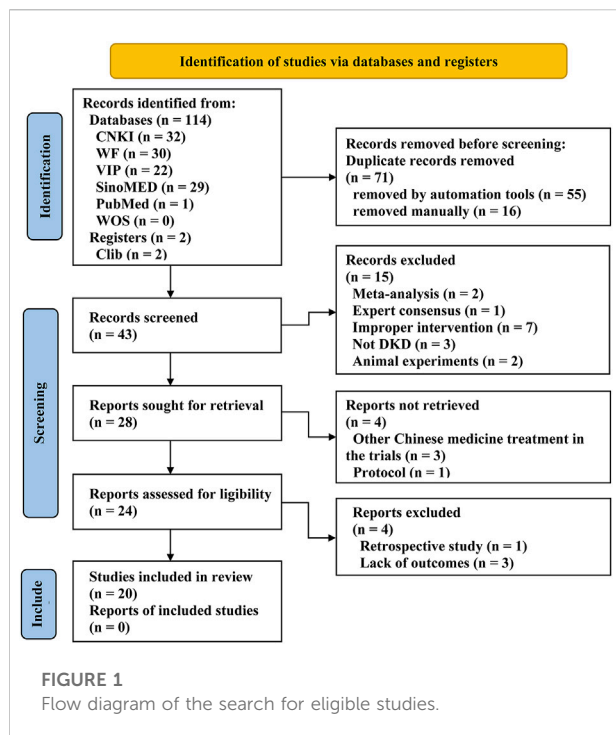 Identification of studies via databases and registers
Identification
Records identified from:
Databases (n = 114)
CNKI (n = 32)
WF (n = 30)
VIP (n = 22)
SinoMED (n = 29)
PubMed (n = 1)
WOS (n = 0)
Registers (n = 2)
Clib (n = 2)
Records removed before screening:
Duplicate records removed
(n = 71)
removed by automation tools (n = 55)
removed manually (n = 16)
Screening
Records screened
(n = 43)
Records excluded
(n = 15)
Meta-analysis (n = 2)
Expert consensus (n = 1)
Improper intervention (n = 7)
Not DKD (n = 3)
Animal experiments (n = 2)
Reports sought for retrieval
(n = 28)
Reports not retrieved
(n = 4)
Other Chinese medicine treatment in
the trials (n = 3)
Protocol (n = 1)
Reports assessed for ligibility
(n = 24)
Reports excluded
(n = 4)
Retrospective study (n = 1)
Lack of outcomes (n = 3)
Include
Studies included in review
(n = 20)
Reports of included studies
(n = 0)
FIGURE 1
Flow diagram of the search for eligible studies.